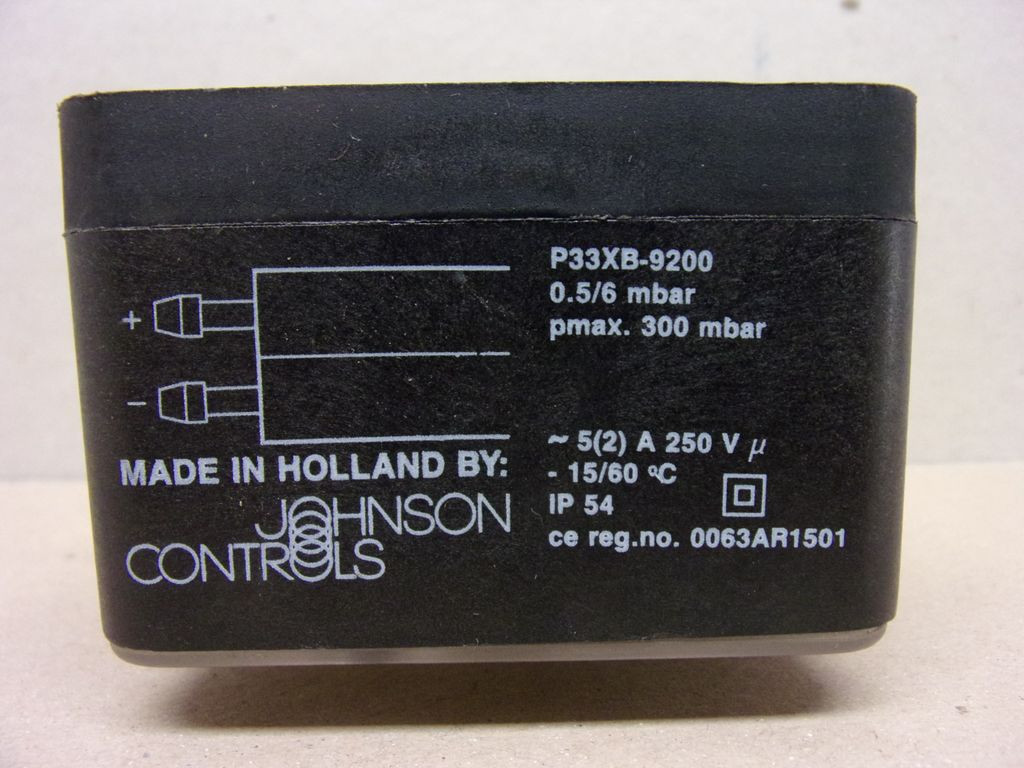 +
−
MADE IN HOLLAND BY:
JOHNSON
CONTROLS
P33XB-9200
0.5/6 mbar
pmax. 300 mbar
~ 5(2) A 250 V µ
- 15/60 ºC
IP 54
ce reg.no. 0063AR1501